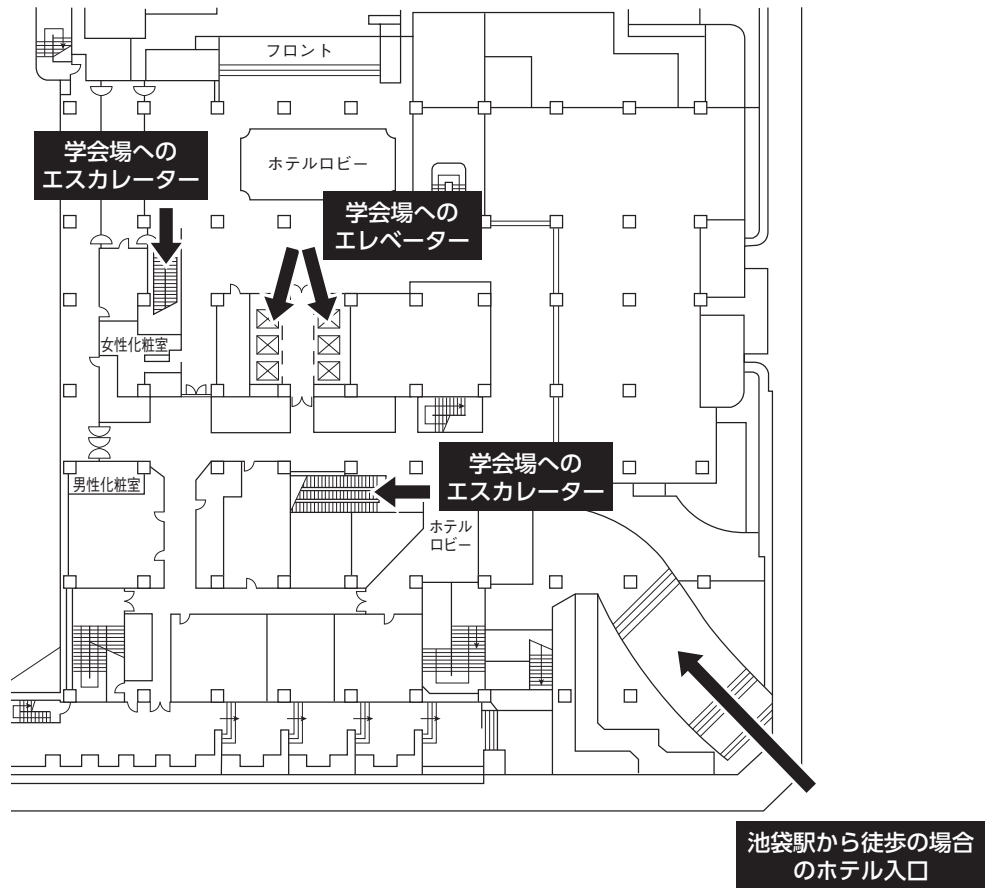 フロント
ホテルロビー
学会場への
エスカレーター
学会場への
エレベーター
女性化粧室
男性化粧室
学会場への
エスカレーター
ホテル
ロビー
池袋駅から徒歩の場合
のホテル入口